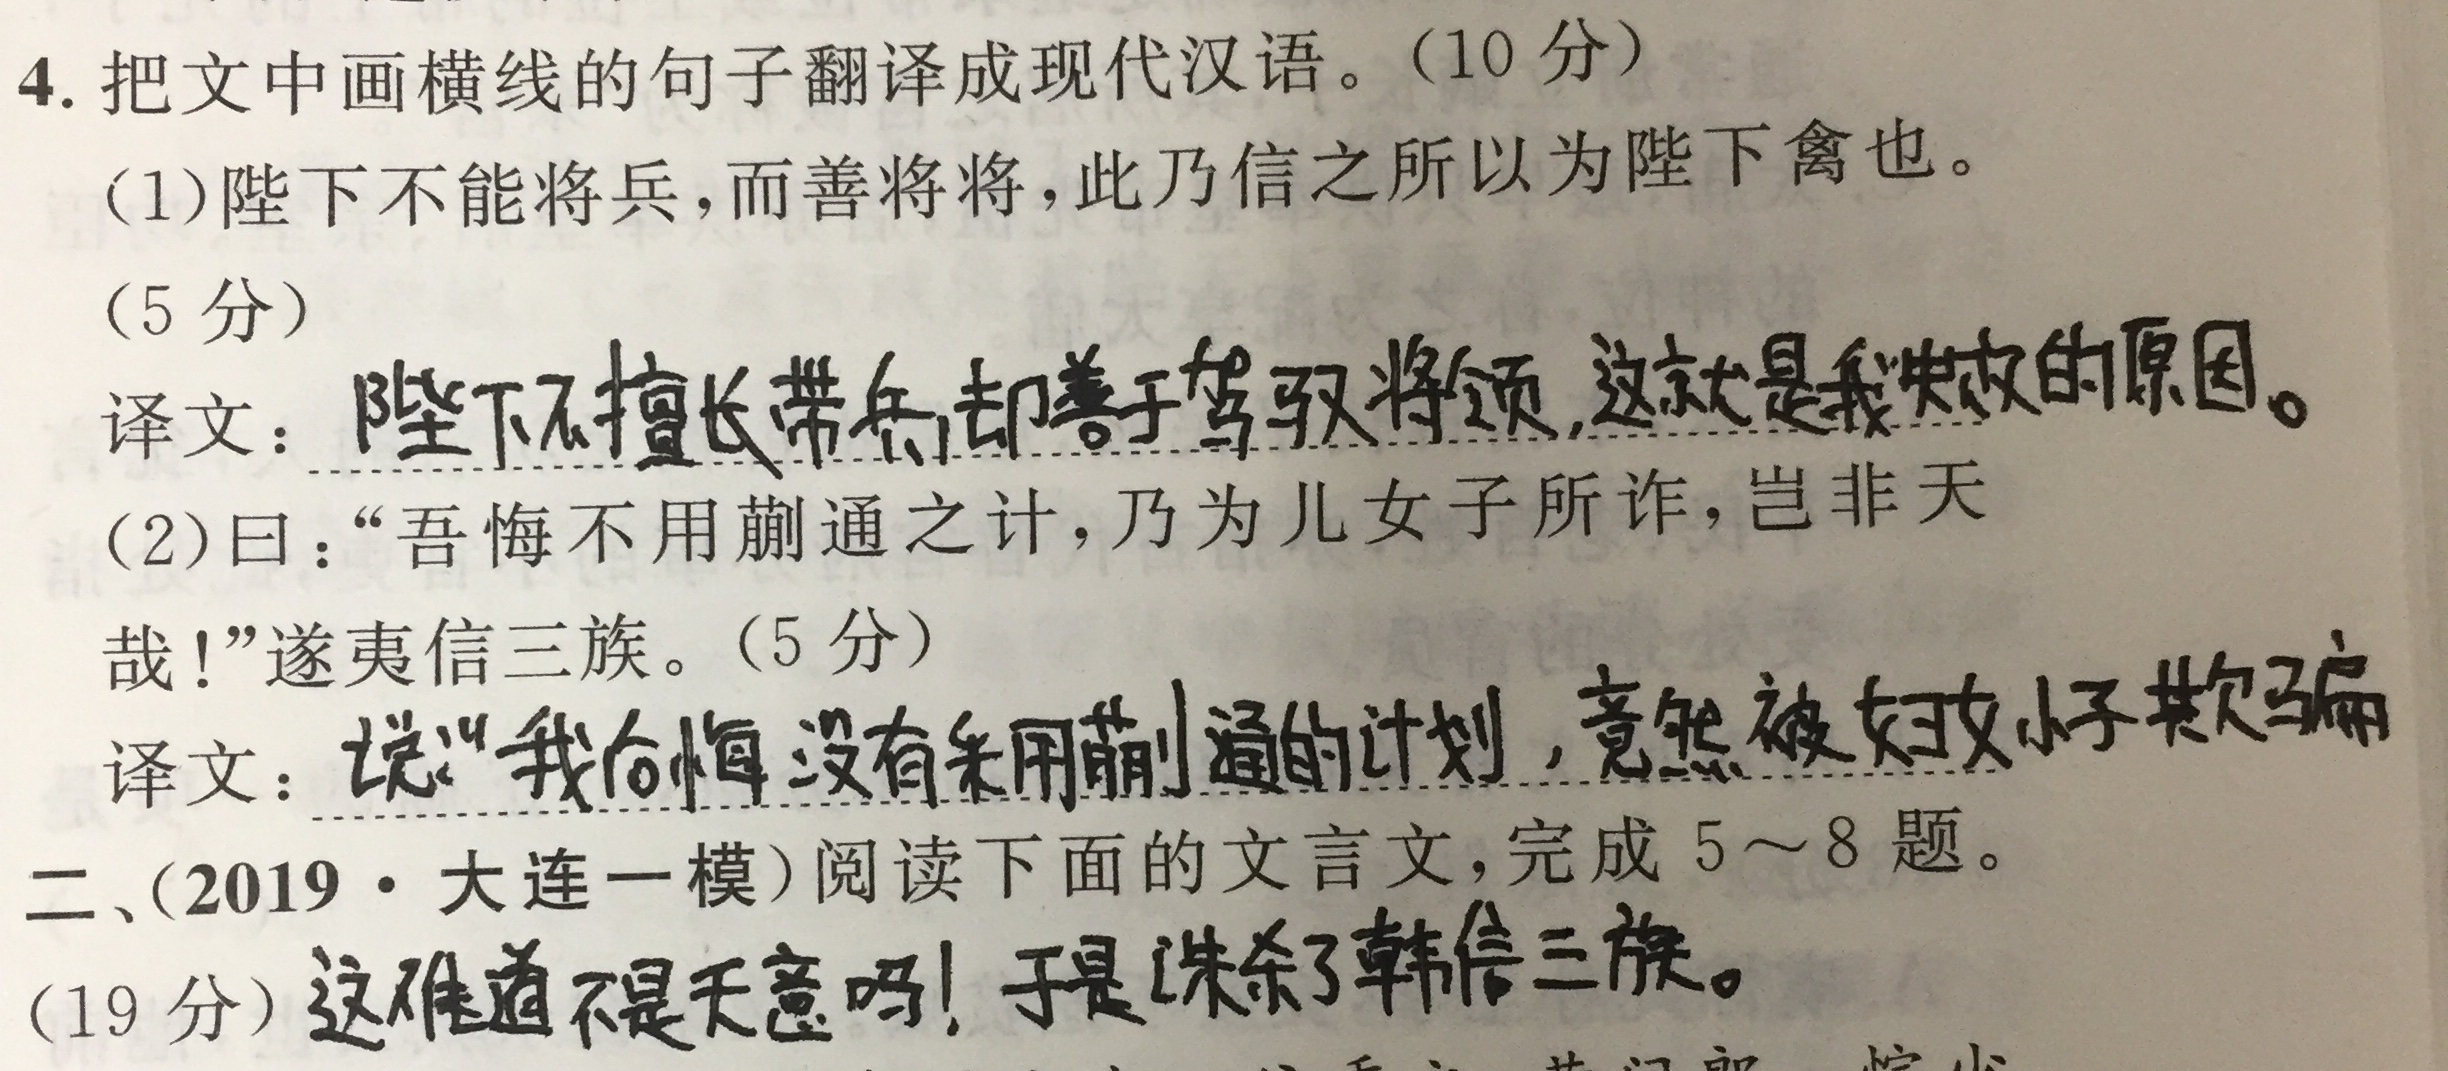 4. 把文中画横线的句子翻译成现代汉语。(10 分)
(1)陛下不能将兵,而善将将,此乃信之所以为陛下禽也。
(5 分)
译文: 陛下不擅长带兵,却善于驾驭将领,这就是我失败的原因。
(2)曰:“吾悔不用蒯通之计,乃为儿女子所诈,岂非天
哉!”遂夷信三族。(5 分)
译文: 说:“我后悔没有采用蒯通的计划,竟然被妇女小子欺骗
二、(2019·大连一模)阅读下面的文言文,完成 5～8 题。
(19 分) 这难道不是天意吗!于是诛杀了韩信三族。